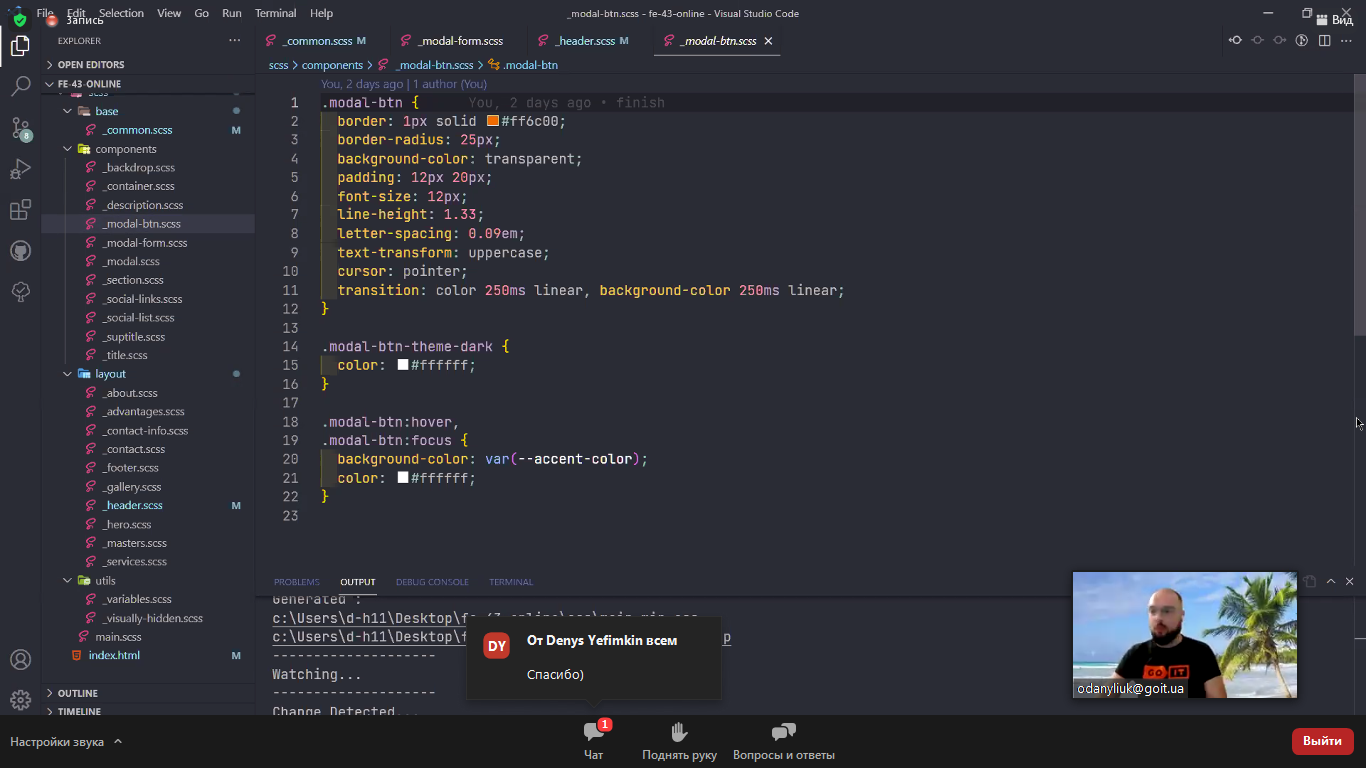 File Edit Selection View Go Run Terminal Help
_modal-btn.scss - fe-43-online - Visual Studio Code
Запись
Вид
EXPLORER
OPEN EDITORS
FE-43-ONLINE
scss
base
_common.scss M
components
_backdrop.scss
_container.scss
_description.scss
_modal-btn.scss
_modal-form.scss
_modal.scss
_section.scss
_social-links.scss
_social-list.scss
_suptitle.scss
_title.scss
layout
_about.scss
_advantages.scss
_contact-info.scss
_contact.scss
_footer.scss
_gallery.scss
_header.scss M
_hero.scss
_masters.scss
_services.scss
utils
_variables.scss
_visually-hidden.scss
main.scss
index.html M
OUTLINE
TIMELINE
8
_common.scss M _modal-form.scss _header.scss M _modal-btn.scss
scss > components > _modal-btn.scss > .modal-btn
You, 2 days ago | 1 author (You)
1 .modal-btn { You, 2 days ago • finish
2 border: 1px solid #ff6c00;
3 border-radius: 25px;
4 background-color: transparent;
5 padding: 12px 20px;
6 font-size: 12px;
7 line-height: 1.33;
8 letter-spacing: 0.09em;
9 text-transform: uppercase;
10 cursor: pointer;
11 transition: color 250ms linear, background-color 250ms linear;
12 }
13
14 .modal-btn-theme-dark {
15 color: #ffffff;
16 }
17
18 .modal-btn:hover,
19 .modal-btn:focus {
20 background-color: var(--accent-color);
21 color: #ffffff;
22 }
23
PROBLEMS OUTPUT DEBUG CONSOLE TERMINAL
Generated :
c:\Users\d-h11\Desktop\fe-43-online\css\main.min.css
c:\Users\d-h11\Desktop\f
p
--------------------
Watching...
--------------------
Change Detected...
DY
От Denys Yefimkin всем
Спасибо)
GO IT
odanyliuk@goit.ua
Настройки звука
1
Чат
Поднять руку
Вопросы и ответы
Выйти